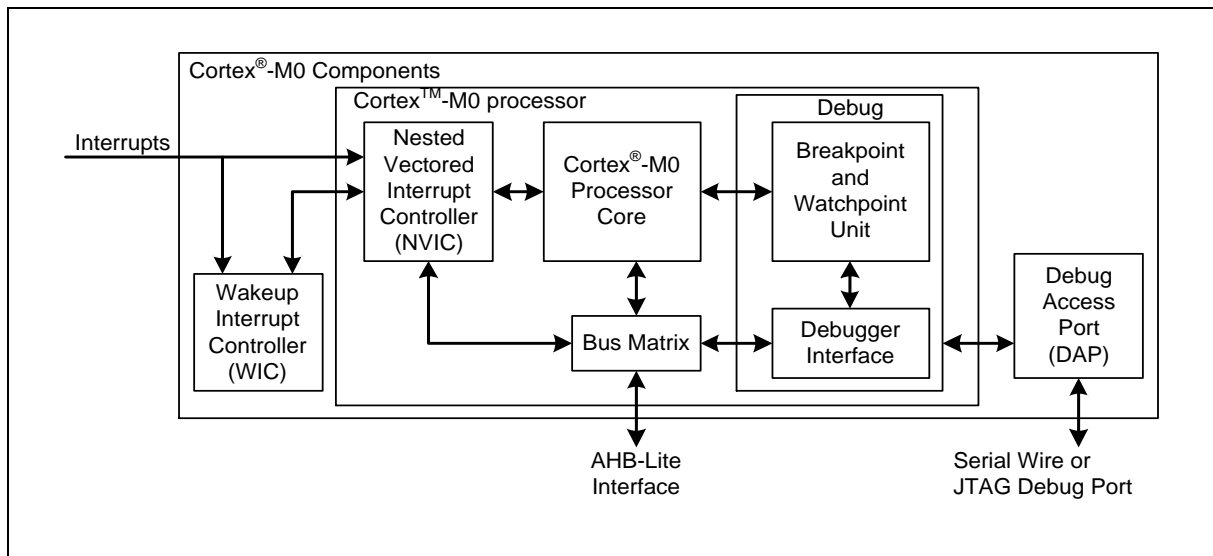 Cortex®-M0 Components
Cortex™-M0 processor
Debug
Interrupts
Nested
Vectored
Interrupt
Controller
(NVIC)
Cortex®-M0
Processor
Core
Breakpoint
and
Watchpoint
Unit
Wakeup
Interrupt
Controller
(WIC)
Bus Matrix
Debugger
Interface
Debug
Access
Port
(DAP)
AHB-Lite
Interface
Serial Wire or
JTAG Debug Port